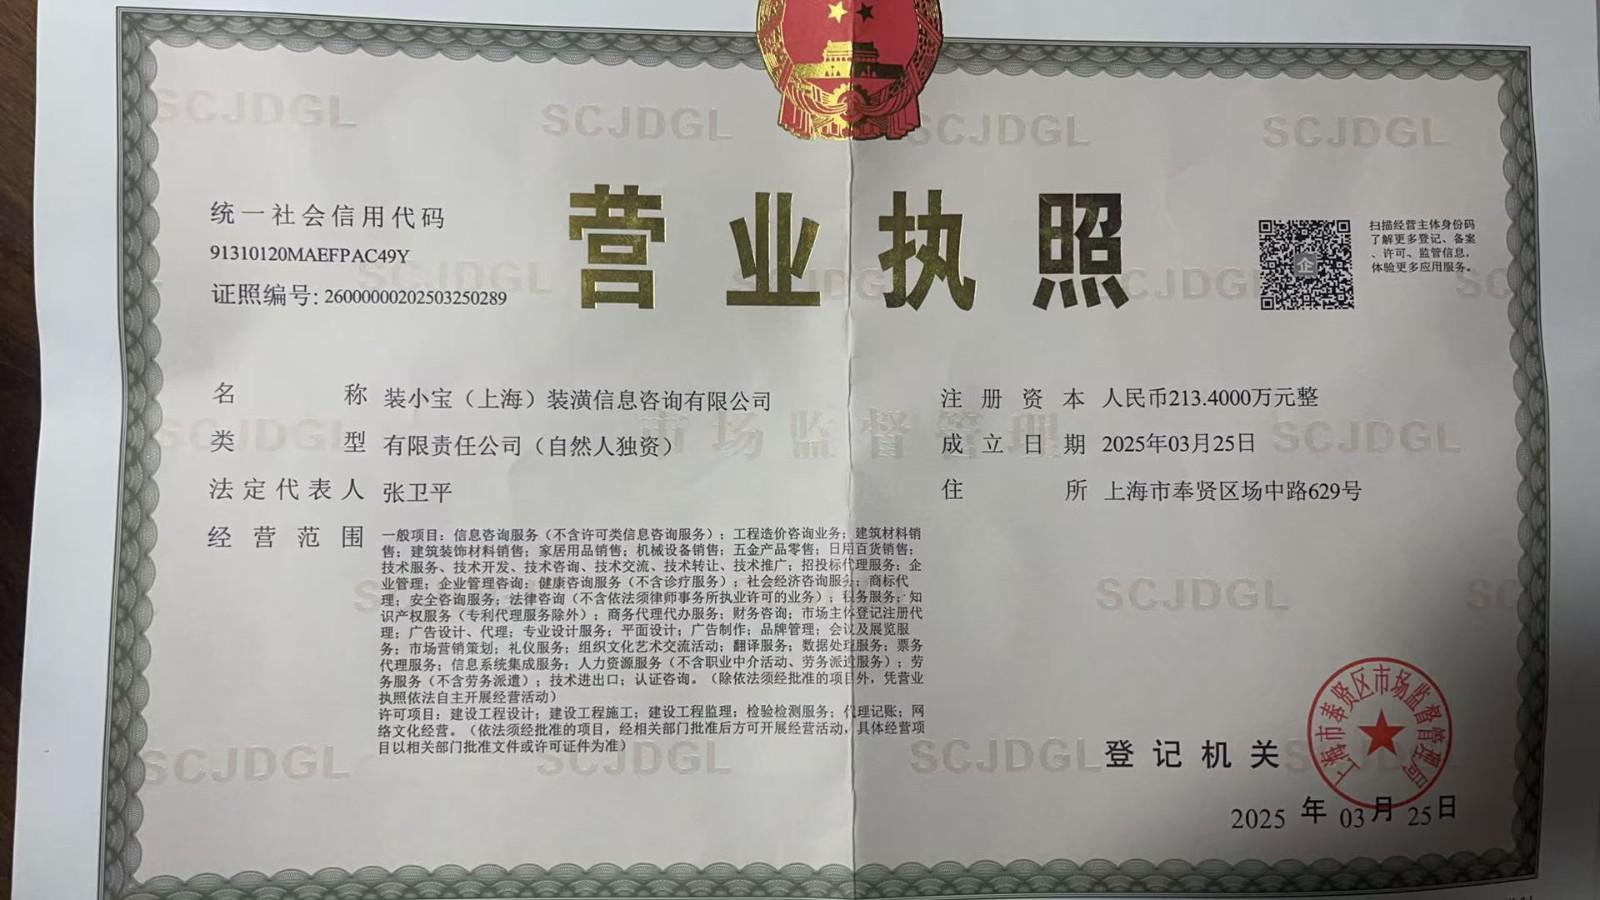 营业执照
统一社会信用代码
91310120MAEFPAC49Y
证照编号: 26000000202503250289
扫描经营主体身份码
了解更多登记、备案
、许可、监管信息，
体验更多应用服务。
名称 装小宝（上海）装潢信息咨询有限公司
类型 有限责任公司（自然人独资）
法定代表人 张卫平
经营范围 一般项目：信息咨询服务（不含许可类信息咨询服务）；工程造价咨询业务；建筑材料销
售；建筑装饰材料销售；家居用品销售；机械设备销售；五金产品零售；日用百货销售；
技术服务、技术开发、技术咨询、技术交流、技术转让、技术推广；招投标代理服务；企
业管理；企业管理咨询；健康咨询服务（不含诊疗服务）；社会经济咨询服务；商标代
理；安全咨询服务；法律咨询（不含依法须律师事务所执业许可的业务）；税务服务；知
识产权服务（专利代理服务除外）；商务代理代办服务；财务咨询；市场主体登记注册代
理；广告设计、代理；专业设计服务；平面设计；广告制作；品牌管理；会议及展览服
务；市场营销策划；礼仪服务；组织文化艺术交流活动；翻译服务；数据处理服务；票务
代理服务；信息系统集成服务；人力资源服务（不含职业中介活动、劳务派遣服务）；劳
务服务（不含劳务派遣）；技术进出口；认证咨询。（除依法须经批准的项目外，凭营业
执照依法自主开展经营活动）
许可项目：建设工程设计；建设工程施工；建设工程监理；检验检测服务；代理记账；网
络文化经营。（依法须经批准的项目，经相关部门批准后方可开展经营活动，具体经营项
目以相关部门批准文件或许可证件为准）
注册资本 人民币213.4000万元整
成立日期 2025年03月25日
住所 上海市奉贤区场中路629号
登记机关
上海市奉贤区市场监督管理局
2025 年 03 月 25 日
SCJDGL
SCJDGL
SCJDGL
SCJDGL
SCJDGL
市场监督管理
SCJDGL
SCJDGL
SCJDGL
SCJDGL
SCJDGL